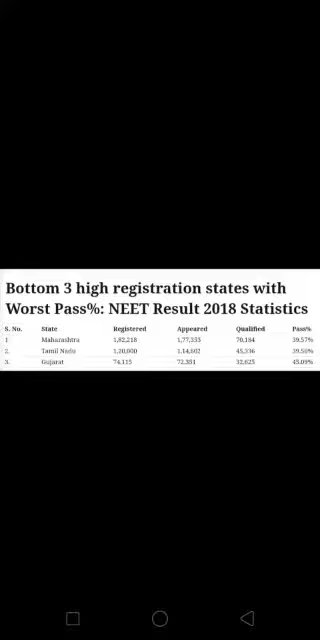 Bottom 3 high registration states with
Worst Pass%: NEET Result 2018 Statistics
S. No. State Registered Appeared Qualified Pass%
1 Maharashtra 1,82,218 1,77,353 70,184 39.57%
2. Tamil Nadu 1,20,000 1,14,602 45,336 39.56%
3. Gujarat 74,115 72,351 32,625 45.09%